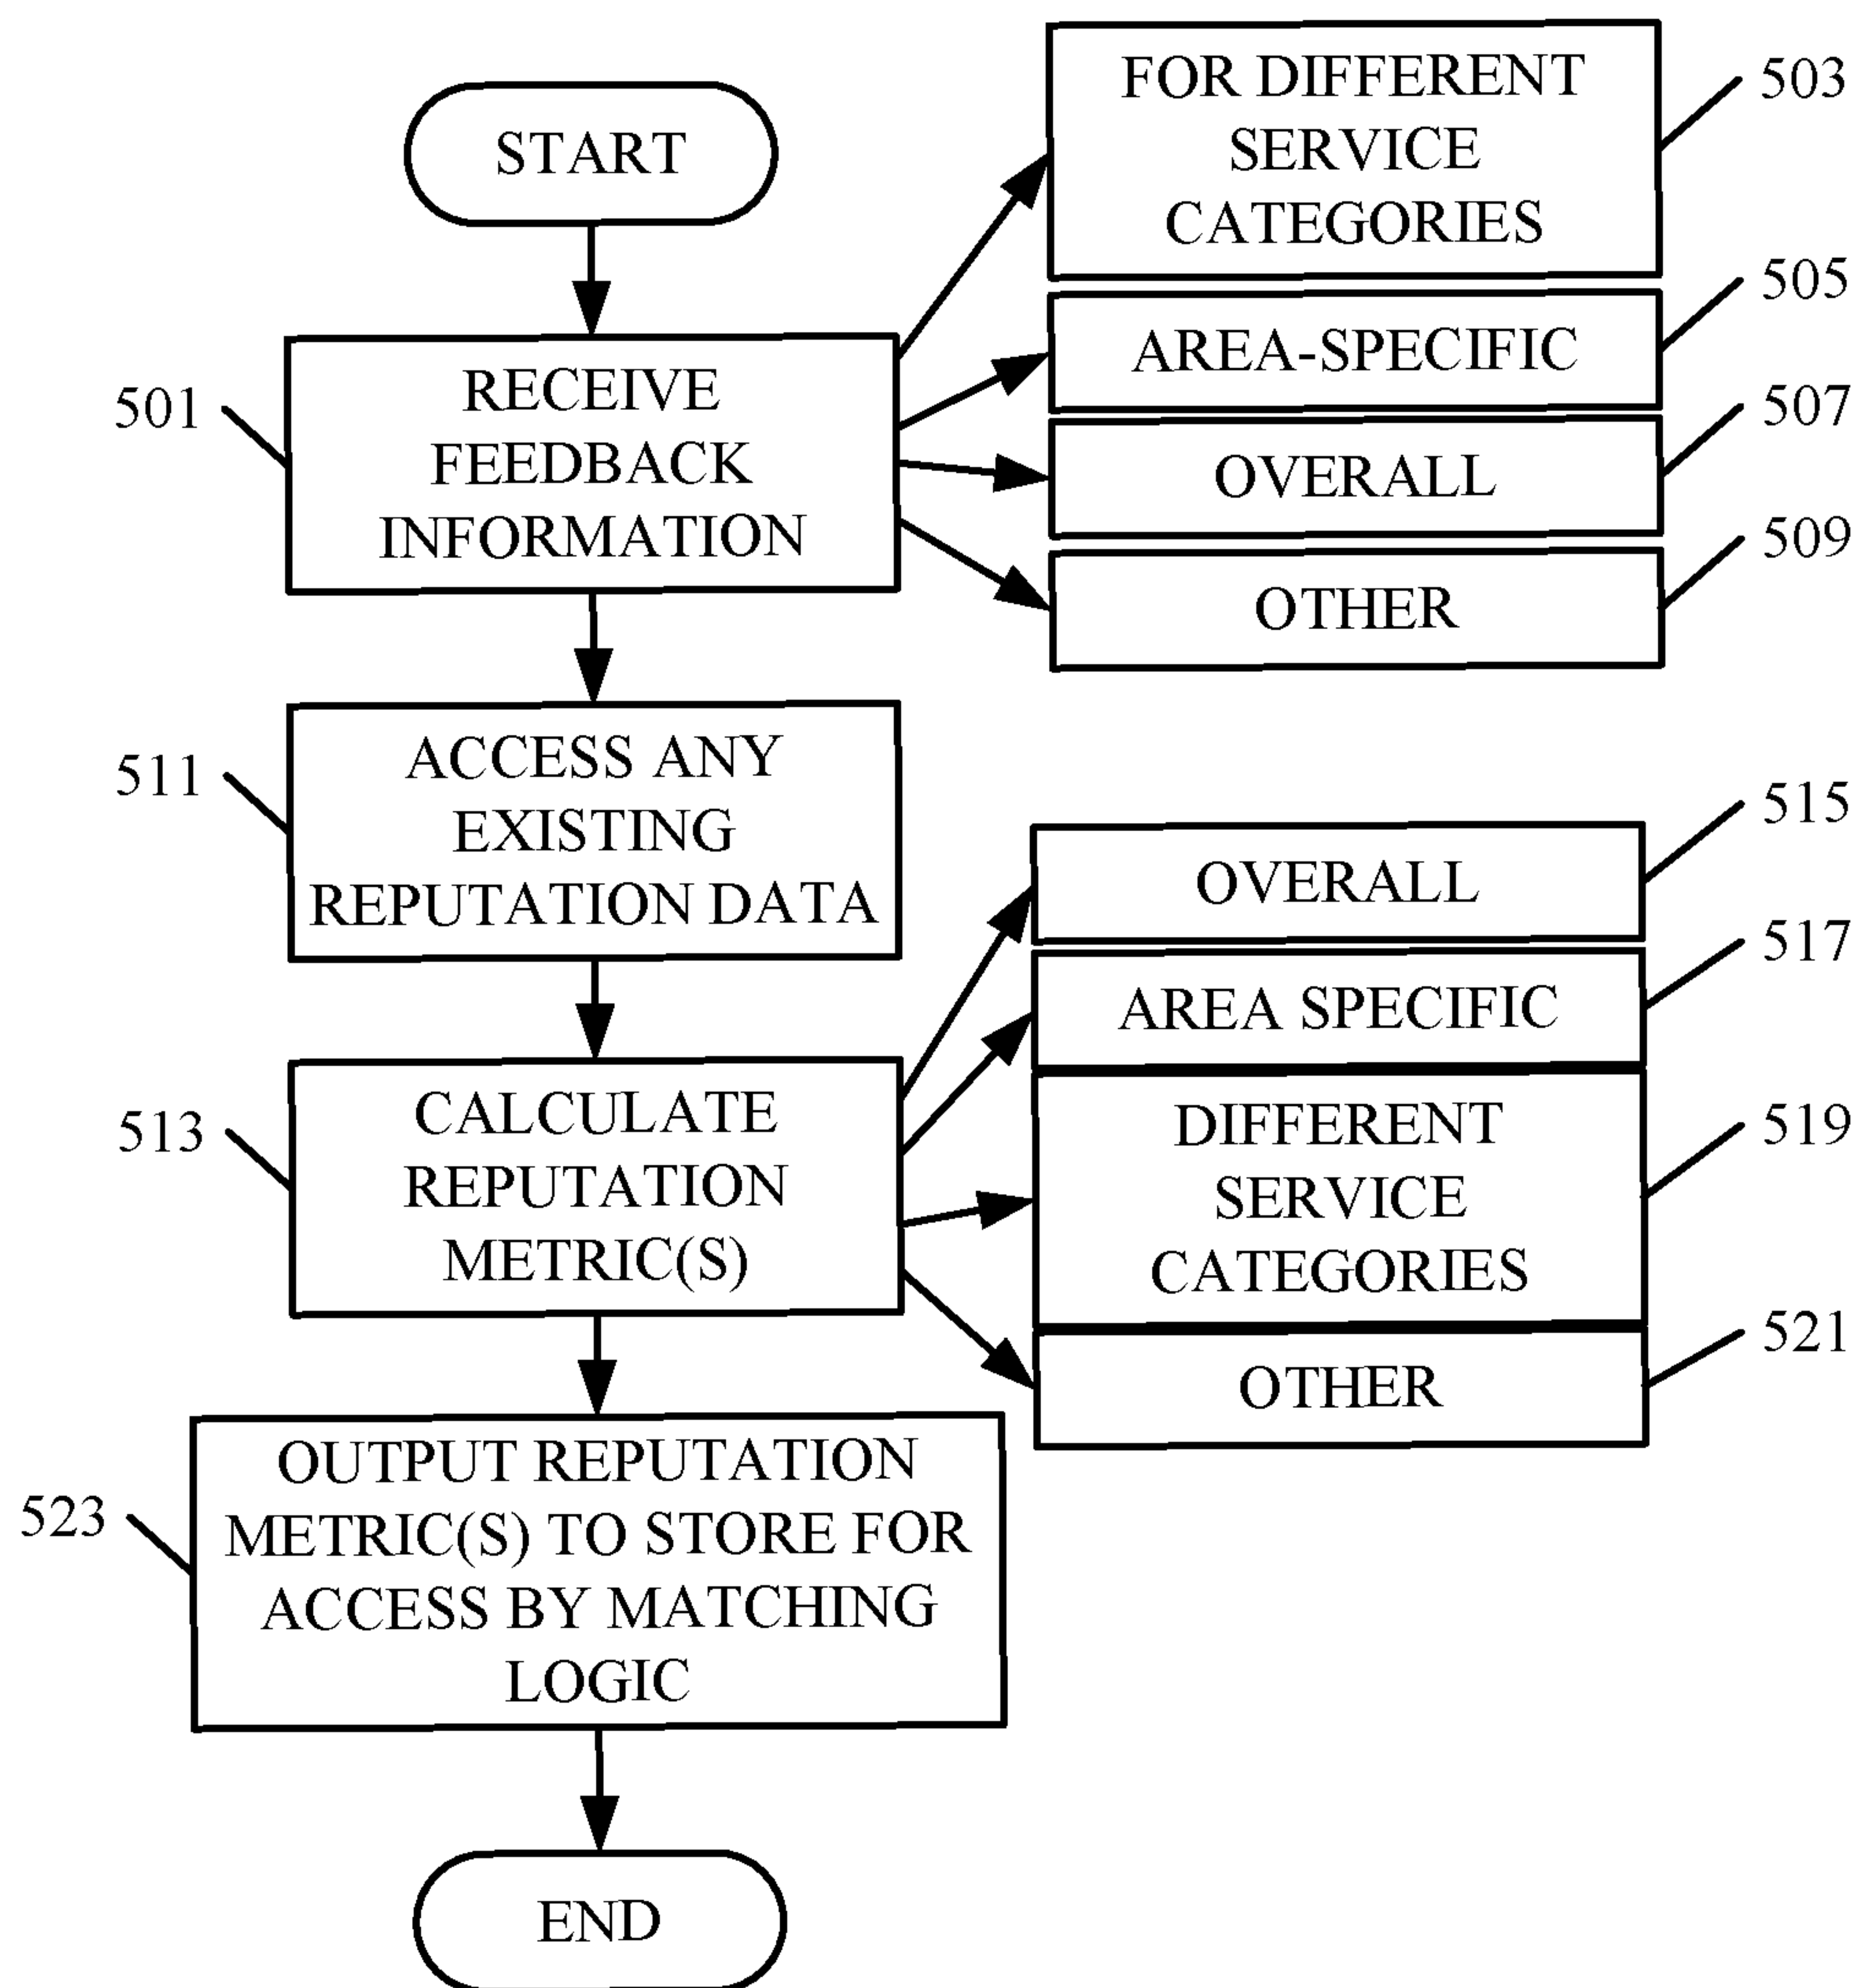 START
FOR DIFFERENT
SERVICE
CATEGORIES
503
AREA-SPECIFIC
505
OVERALL
507
OTHER
509
501
RECEIVE
FEEDBACK
INFORMATION
511
ACCESS ANY
EXISTING
REPUTATION DATA
513
CALCULATE
REPUTATION
METRIC(S)
OVERALL
515
AREA SPECIFIC
517
DIFFERENT
SERVICE
CATEGORIES
519
OTHER
521
523
OUTPUT REPUTATION
METRIC(S) TO STORE FOR
ACCESS BY MATCHING
LOGIC
END